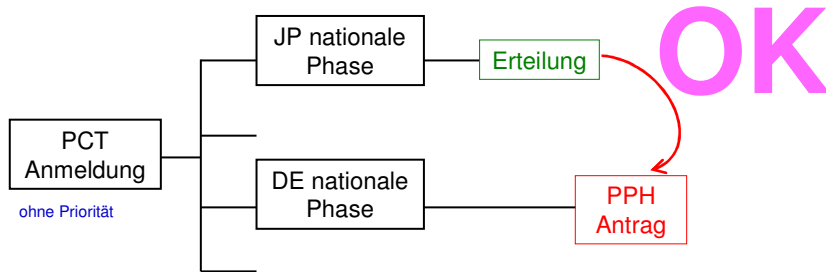 JP nationale
Phase
Erteilung
OK
PCT
Anmeldung
ohne Priorität
DE nationale
Phase
PPH
Antrag